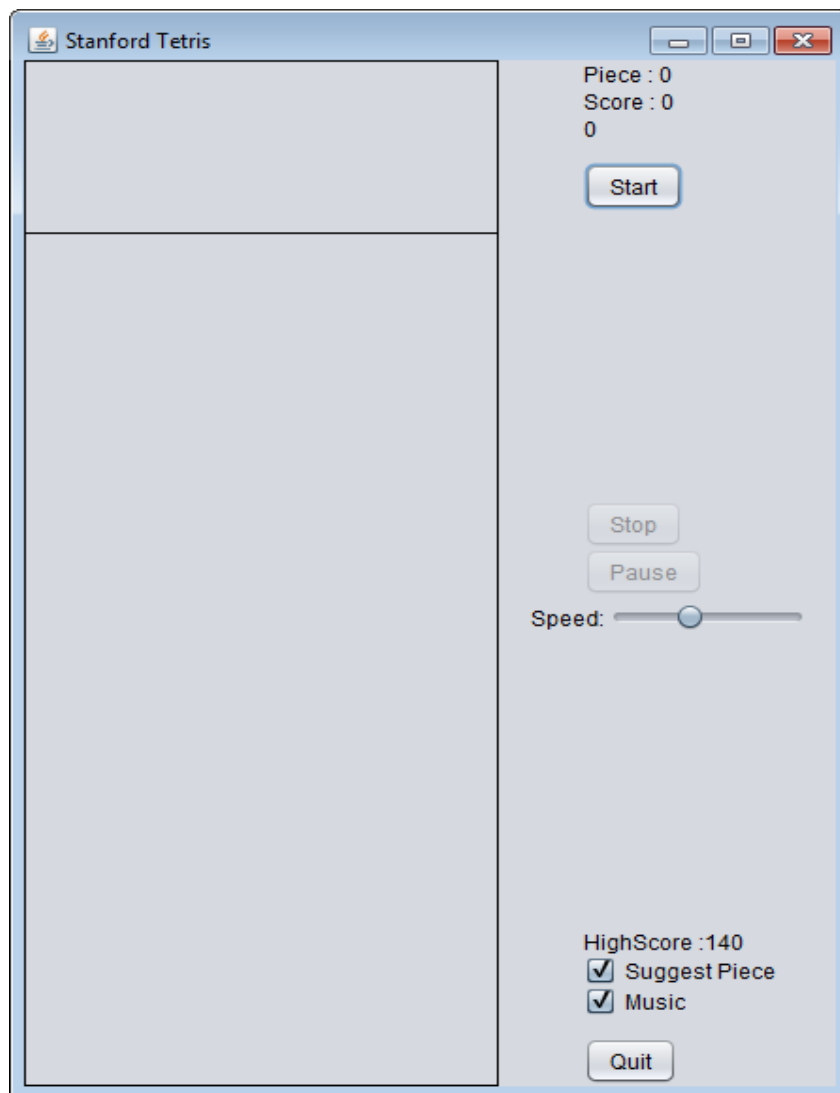 Stanford Tetris
Piece : 0
Score : 0
0
Start
Stop
Pause
Speed:
HighScore :140
Suggest Piece
Music
Quit